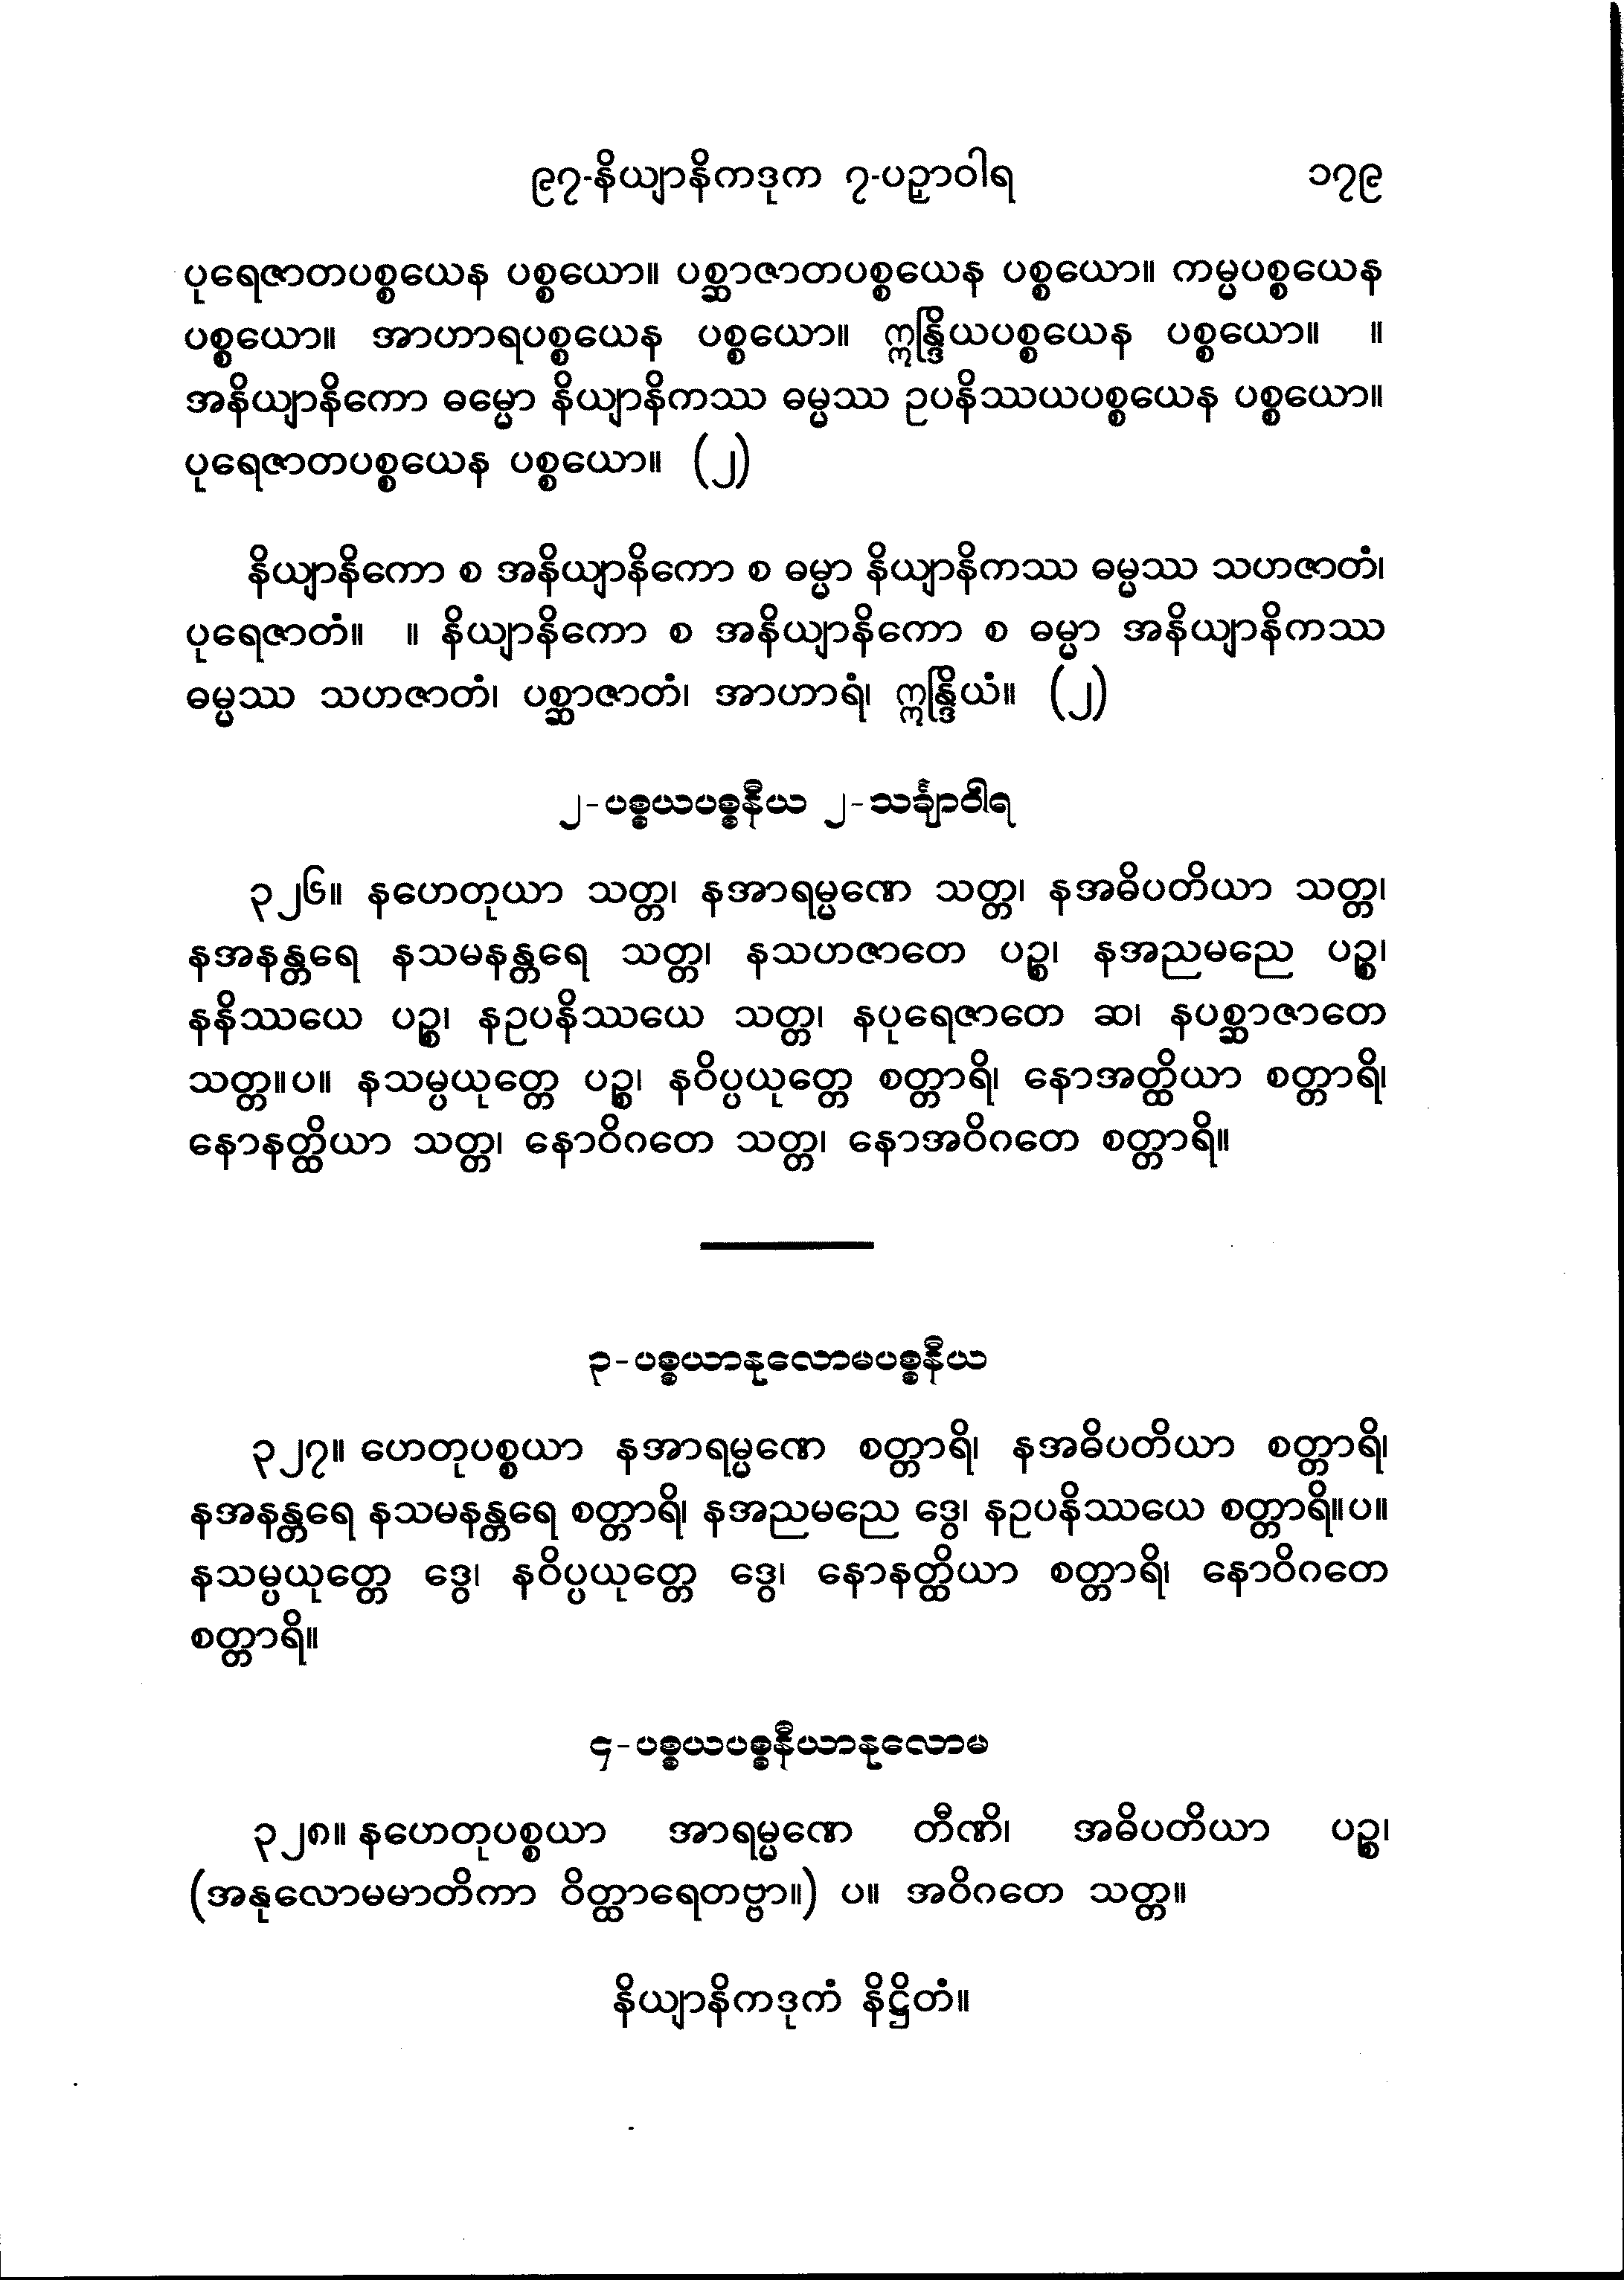 ၉၇-နိယျာနိကဒုက ၇-ပဉှာဝါရ ၁၇၉
ပုရေဇာတပစ္စယေန ပစ္စယော။ ပစ္ဆာဇာတပစ္စယေန ပစ္စယော။ ကမ္မပစ္စယေန
ပစ္စယော။ အာဟာရပစ္စယေန ပစ္စယော။ ဣန္ဒြိယပစ္စယေန ပစ္စယော။ ။
အနိယျာနိကော ဓမ္မော နိယျာနိကဿ ဓမ္မဿ ဥပနိဿယပစ္စယေန ပစ္စယော။
ပုရေဇာတပစ္စယေန ပစ္စယော။ (၂)
နိယျာနိကော စ အနိယျာနိကော စ ဓမ္မာ နိယျာနိကဿ ဓမ္မဿ သဟဇာတံ၊
ပုရေဇာတံ။ ။ နိယျာနိကော စ အနိယျာနိကော စ ဓမ္မာ အနိယျာနိကဿ
ဓမ္မဿ သဟဇာတံ၊ ပစ္ဆာဇာတံ၊ အာဟာရံ၊ ဣန္ဒြိယံ။ (၂)
၂-ပစ္စယပစ္စနီယ ၂-သင်္ချာဝါရ
၃၂၆။ နဟေတုယာ သတ္တ၊ နအာရမ္မဏေ သတ္တ၊ နအဓိပတိယာ သတ္တ၊
နအနန္တရေ နသမနန္တရေ သတ္တ၊ နသဟဇာတေ ပဉ္စ၊ နအညမညေ ပဉ္စ၊
နနိဿယေ ပဉ္စ၊ နဥပနိဿယေ သတ္တ၊ နပုရေဇာတေ ဆ၊ နပစ္ဆာဇာတေ
သတ္တ။ပ။ နသမ္ပယုတ္တေ ပဉ္စ၊ နဝိပ္ပယုတ္တေ စတ္တာရိ၊ နောအတ္ထိယာ စတ္တာရိ၊
နောနတ္ထိယာ သတ္တ၊ နောဝိဂတေ သတ္တ၊ နောအဝိဂတေ စတ္တာရိ။
၃-ပစ္စယာနုလောမပစ္စနီယ
၃၂၇။ ဟေတုပစ္စယာ နအာရမ္မဏေ စတ္တာရိ၊ နအဓိပတိယာ စတ္တာရိ၊
နအနန္တရေ နသမနန္တရေ စတ္တာရိ၊ နအညမညေ ဒွေ၊ နဥပနိဿယေ စတ္တာရိ။ပ။
နသမ္ပယုတ္တေ ဒွေ၊ နဝိပ္ပယုတ္တေ ဒွေ၊ နောနတ္ထိယာ စတ္တာရိ၊ နောဝိဂတေ
စတ္တာရိ။
၄-ပစ္စယပစ္စနီယာနုလောမ
၃၂၈။ နဟေတုပစ္စယာ အာရမ္မဏေ တီဏိ၊ အဓိပတိယာ ပဉ္စ၊
(အနုလောမမာတိကာ ဝိတ္ထာရေတဗ္ဗာ။) ပ။ အဝိဂတေ သတ္တ။
နိယျာနိကဒုကံ နိဋ္ဌိတံ။